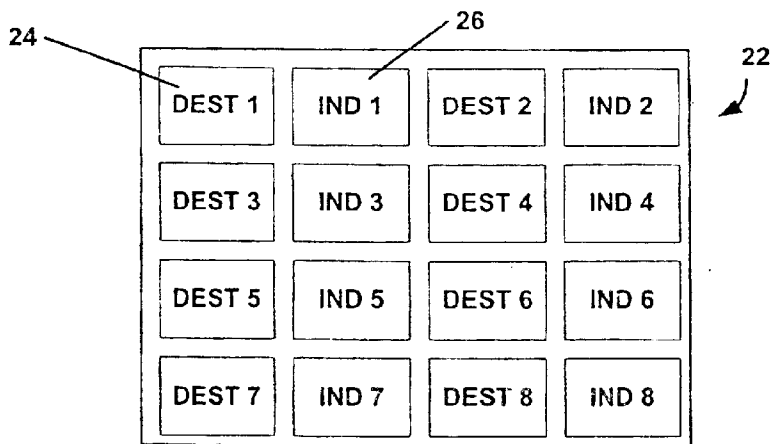 24
26
22
DEST 1
IND 1
DEST 2
IND 2
DEST 3
IND 3
DEST 4
IND 4
DEST 5
IND 5
DEST 6
IND 6
DEST 7
IND 7
DEST 8
IND 8